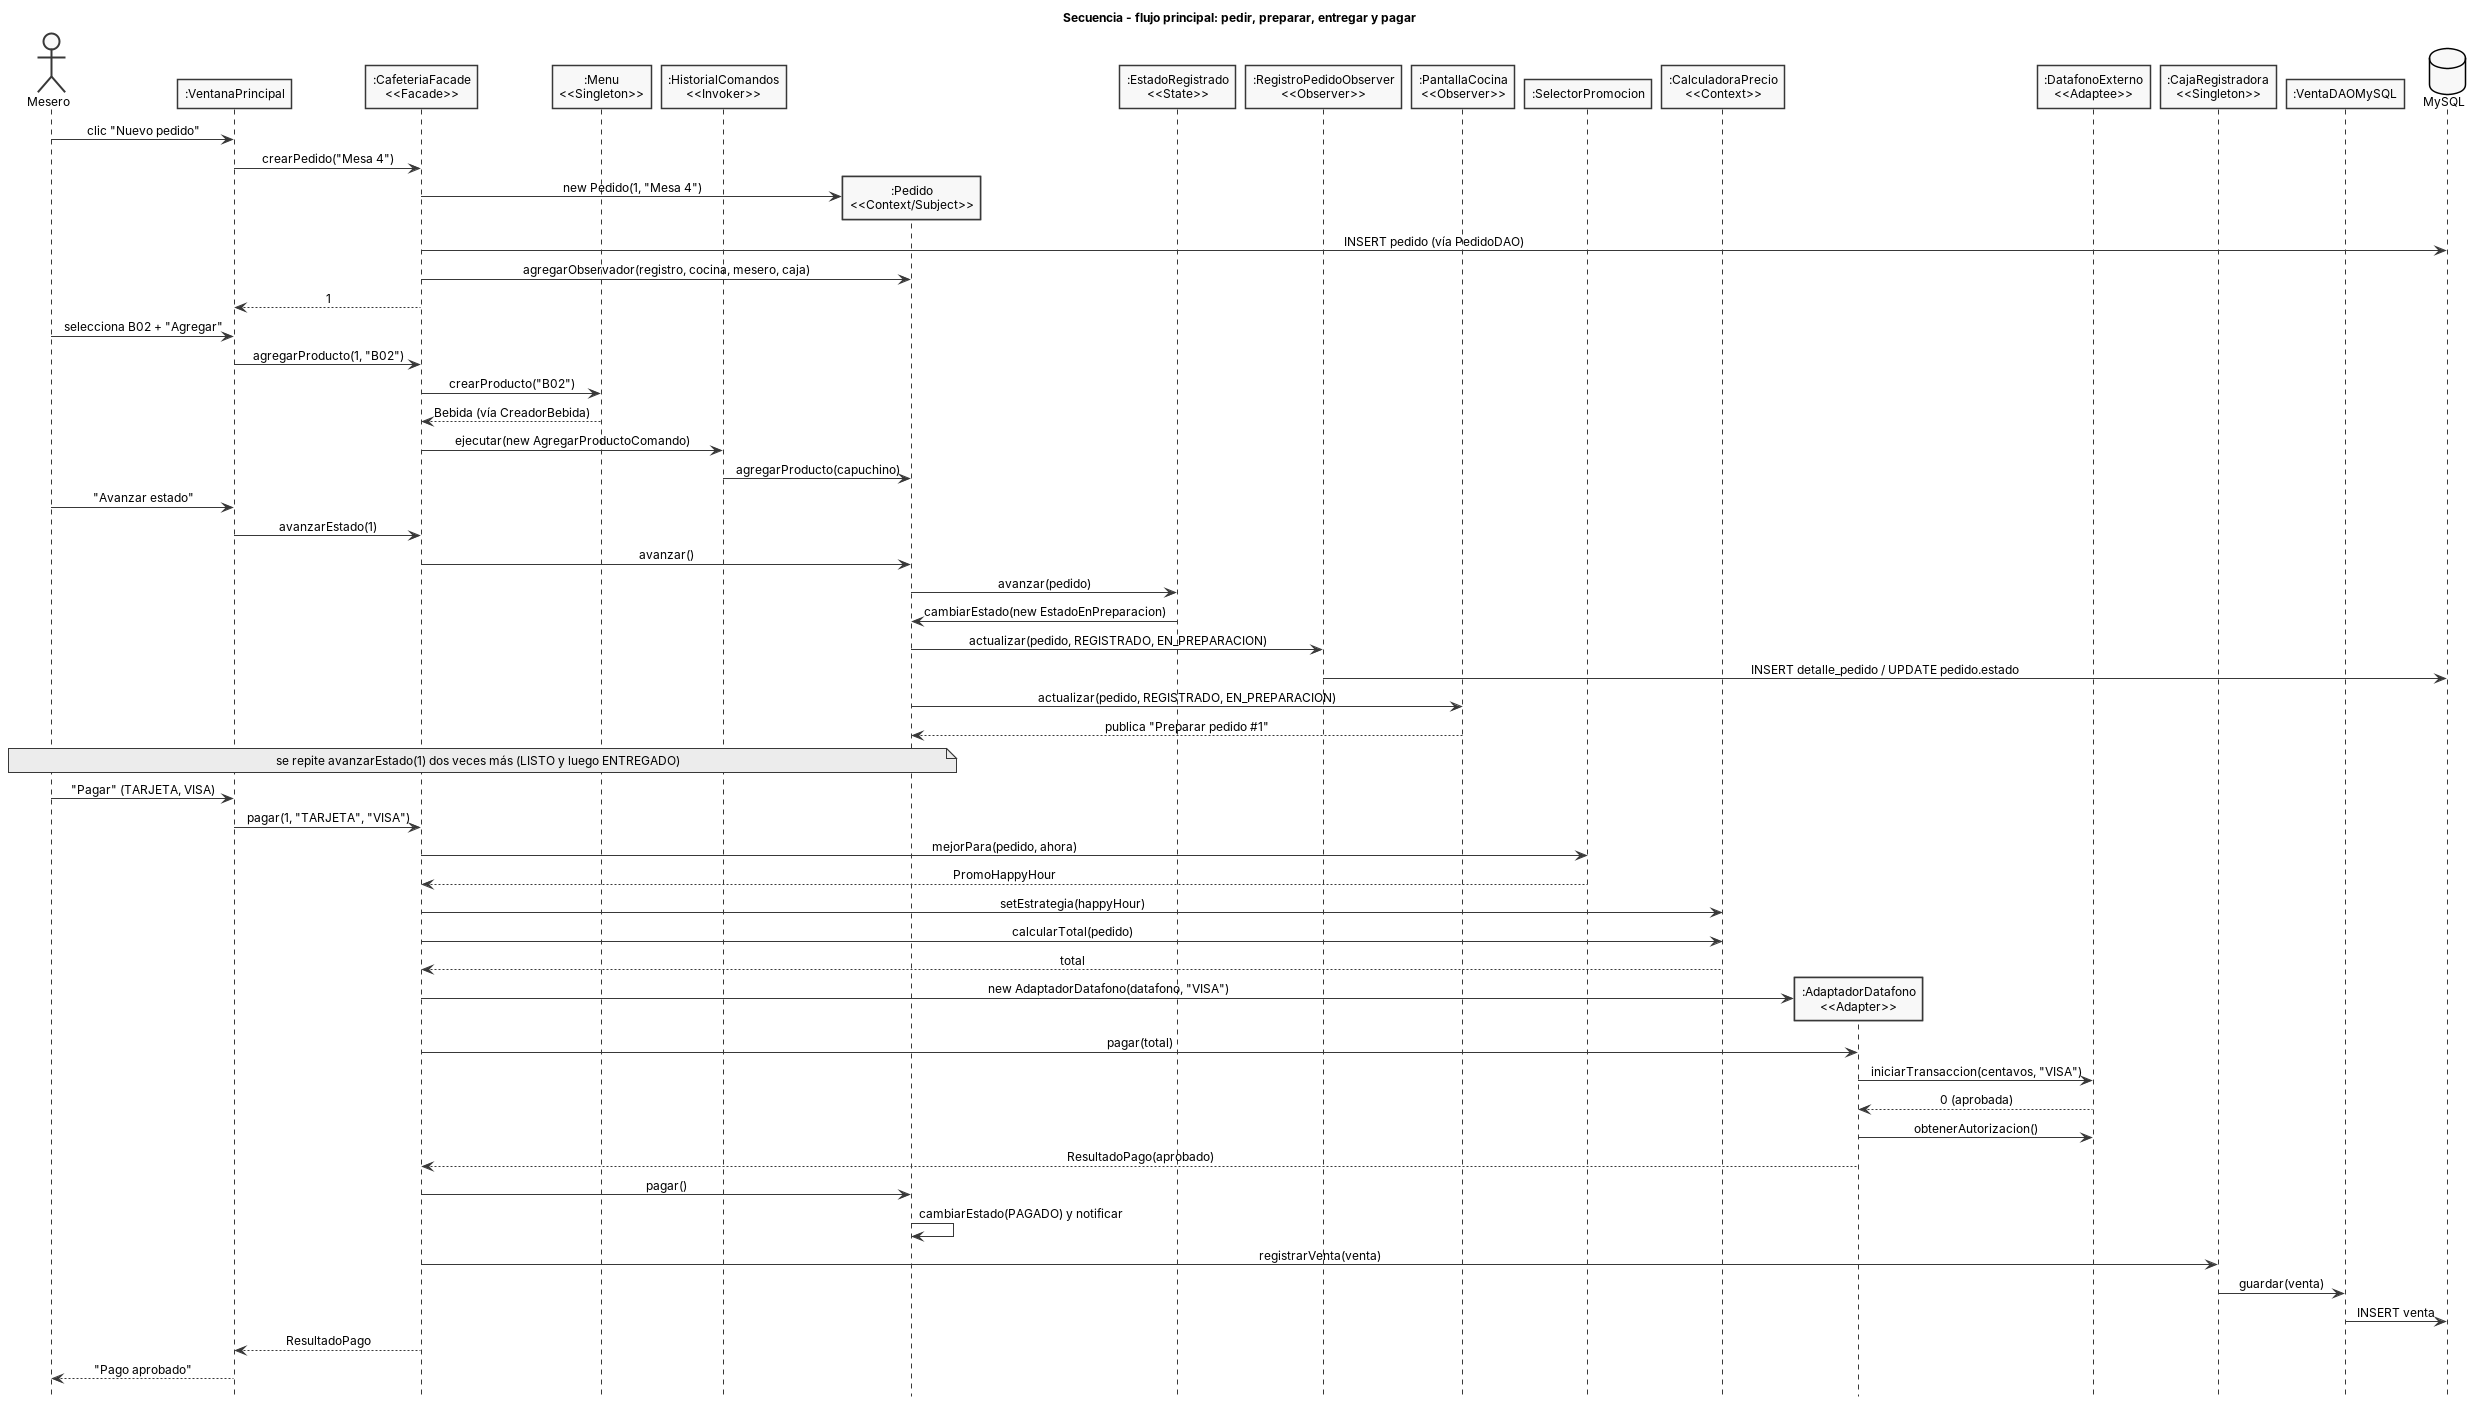 Secuencia - flujo principal: pedir, preparar, entregar y pagar
Mesero
:VentanaPrincipal
:CafeteriaFacade
<<Facade>>
:Menu
<<Singleton>>
:HistorialComandos
<<Invoker>>
:EstadoRegistrado
<<State>>
:RegistroPedidoObserver
<<Observer>>
:PantallaCocina
<<Observer>>
:SelectorPromocion
:CalculadoraPrecio
<<Context>>
:DatafonoExterno
<<Adaptee>>
:CajaRegistradora
<<Singleton>>
:VentaDAOMySQL
MySQL
clic "Nuevo pedido"
crearPedido("Mesa 4")
new Pedido(1, "Mesa 4")
:Pedido
<<Context/Subject>>
INSERT pedido (vía PedidoDAO)
agregarObservador(registro, cocina, mesero, caja)
1
selecciona B02 + "Agregar"
agregarProducto(1, "B02")
crearProducto("B02")
Bebida (vía CreadorBebida)
ejecutar(new AgregarProductoComando)
agregarProducto(capuchino)
"Avanzar estado"
avanzarEstado(1)
avanzar()
avanzar(pedido)
cambiarEstado(new EstadoEnPreparacion)
actualizar(pedido, REGISTRADO, EN_PREPARACION)
INSERT detalle_pedido / UPDATE pedido.estado
actualizar(pedido, REGISTRADO, EN_PREPARACION)
publica "Preparar pedido #1"
se repite avanzarEstado(1) dos veces más (LISTO y luego ENTREGADO)
"Pagar" (TARJETA, VISA)
pagar(1, "TARJETA", "VISA")
mejorPara(pedido, ahora)
PromoHappyHour
setEstrategia(happyHour)
calcularTotal(pedido)
total
new AdaptadorDatafono(datafono, "VISA")
:AdaptadorDatafono
<<Adapter>>
pagar(total)
iniciarTransaccion(centavos, "VISA")
0 (aprobada)
obtenerAutorizacion()
ResultadoPago(aprobado)
pagar()
cambiarEstado(PAGADO) y notificar
registrarVenta(venta)
guardar(venta)
INSERT venta
ResultadoPago
"Pago aprobado"